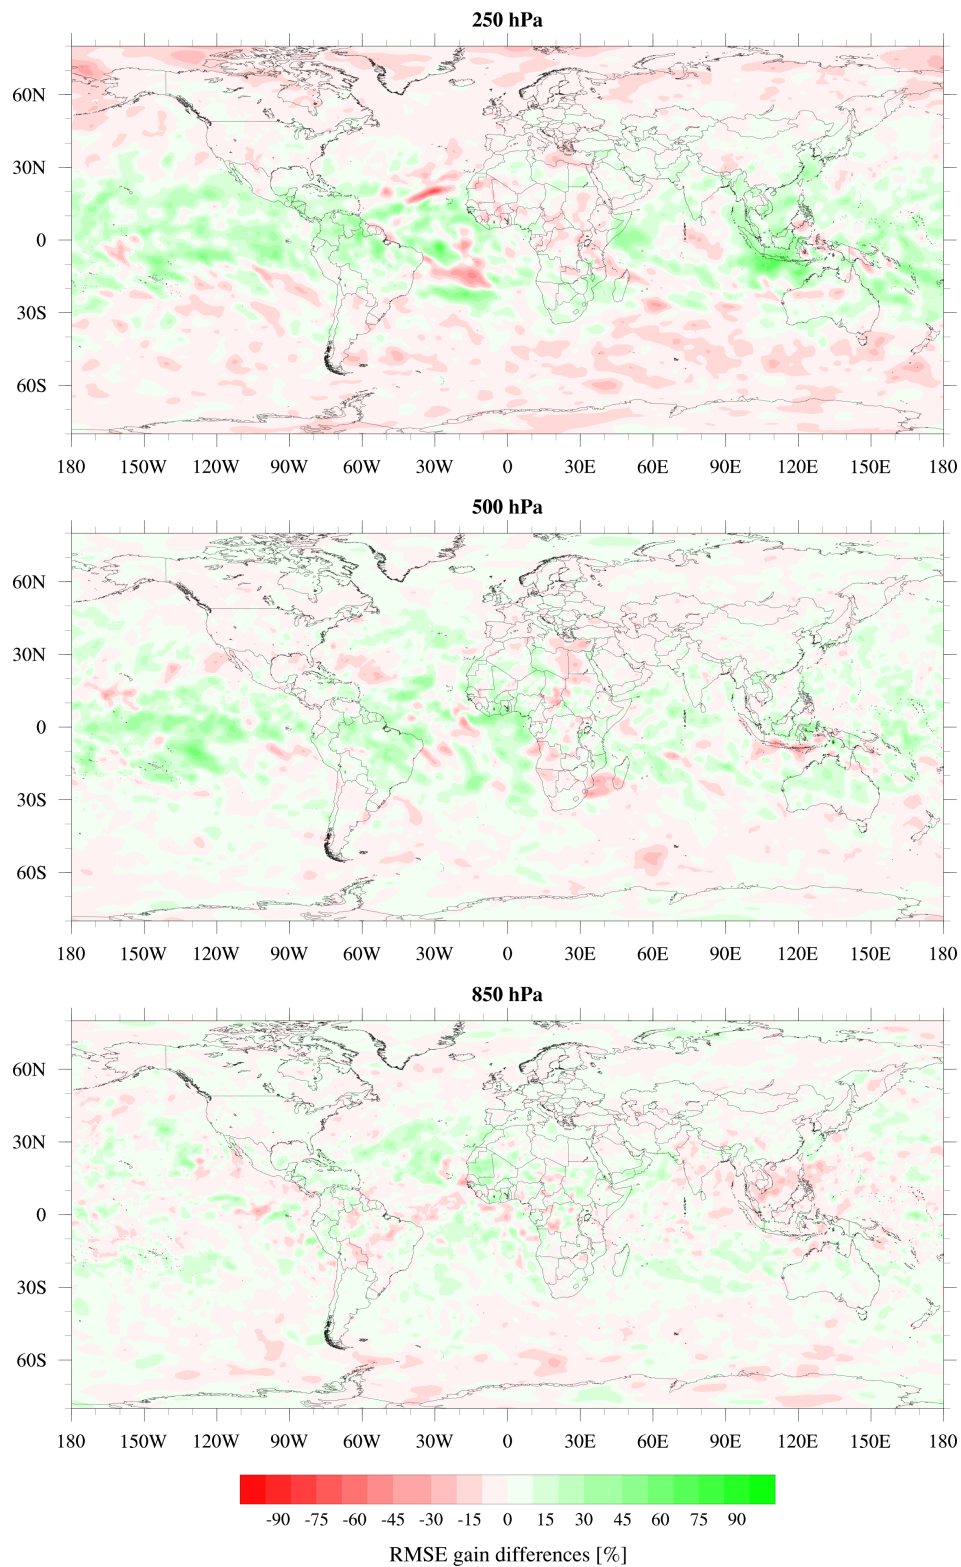 250 hPa
60N
30N
0
30S
60S
180 150W 120W 90W 60W 30W 0 30E 60E 90E 120E 150E 180
500 hPa
60N
30N
0
30S
60S
180 150W 120W 90W 60W 30W 0 30E 60E 90E 120E 150E 180
850 hPa
60N
30N
0
30S
60S
180 150W 120W 90W 60W 30W 0 30E 60E 90E 120E 150E 180
-90 -75 -60 -45 -30 -15 0 15 30 45 60 75 90
RMSE gain differences [%]